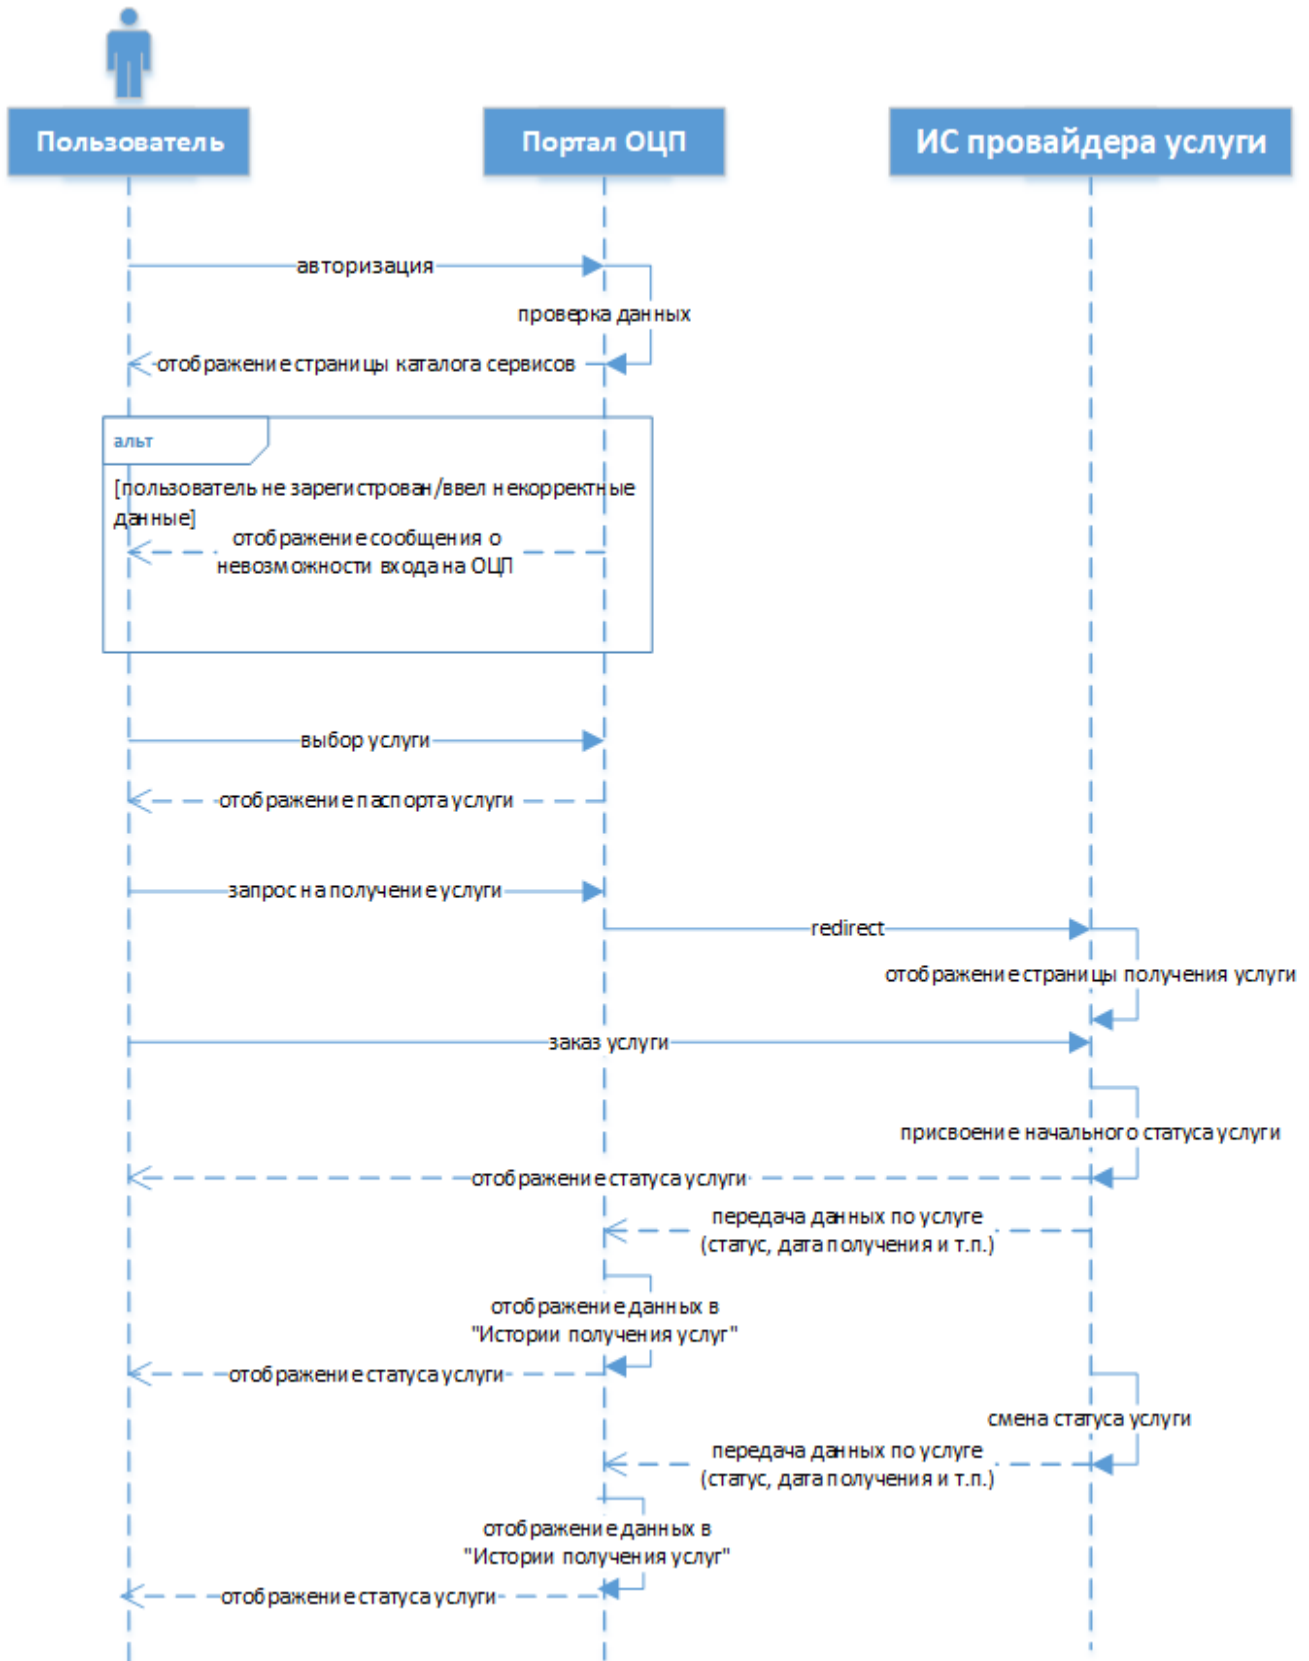 Пользователь
Портал ОЦП
ИС провайдера услуги
авторизация
проверка данных
отображение страницы каталога сервисов
альт
[пользователь не зарегистрирован/ввел некорректные
данные]
отображение сообщения о
невозможности входа на ОЦП
выбор услуги
отображение паспорта услуги
запрос на получение услуги
redirect
отображение страницы получения услуги
заказ услуги
присвоение начального статуса услуги
отображение статуса услуги
передача данных по услуге
(статус, дата получения и т.п.)
отображение данных в
"Истории получения услуг"
отображение статуса услуги
смена статуса услуги
передача данных по услуге
(статус, дата получения и т.п.)
отображение данных в
"Истории получения услуг"
отображение статуса услуги